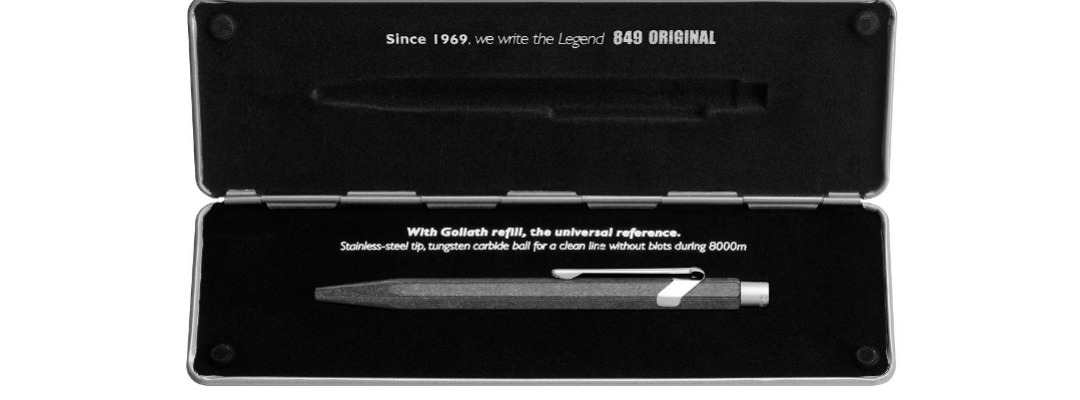 Since 1969, we write the Legend 849 ORIGINAL
With Goliath refill, the universal reference.
Stainless-steel tip, tungsten carbide ball for a clean line without blots during 8000m